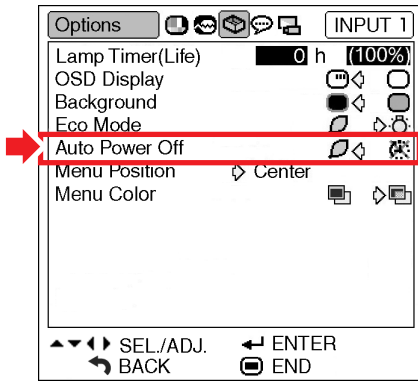 Options INPUT 1
Lamp Timer(Life) 0 h (100%)
OSD Display
Background
Eco Mode
Auto Power Off
Menu Position Center
Menu Color
SEL./ADJ. ENTER
BACK END